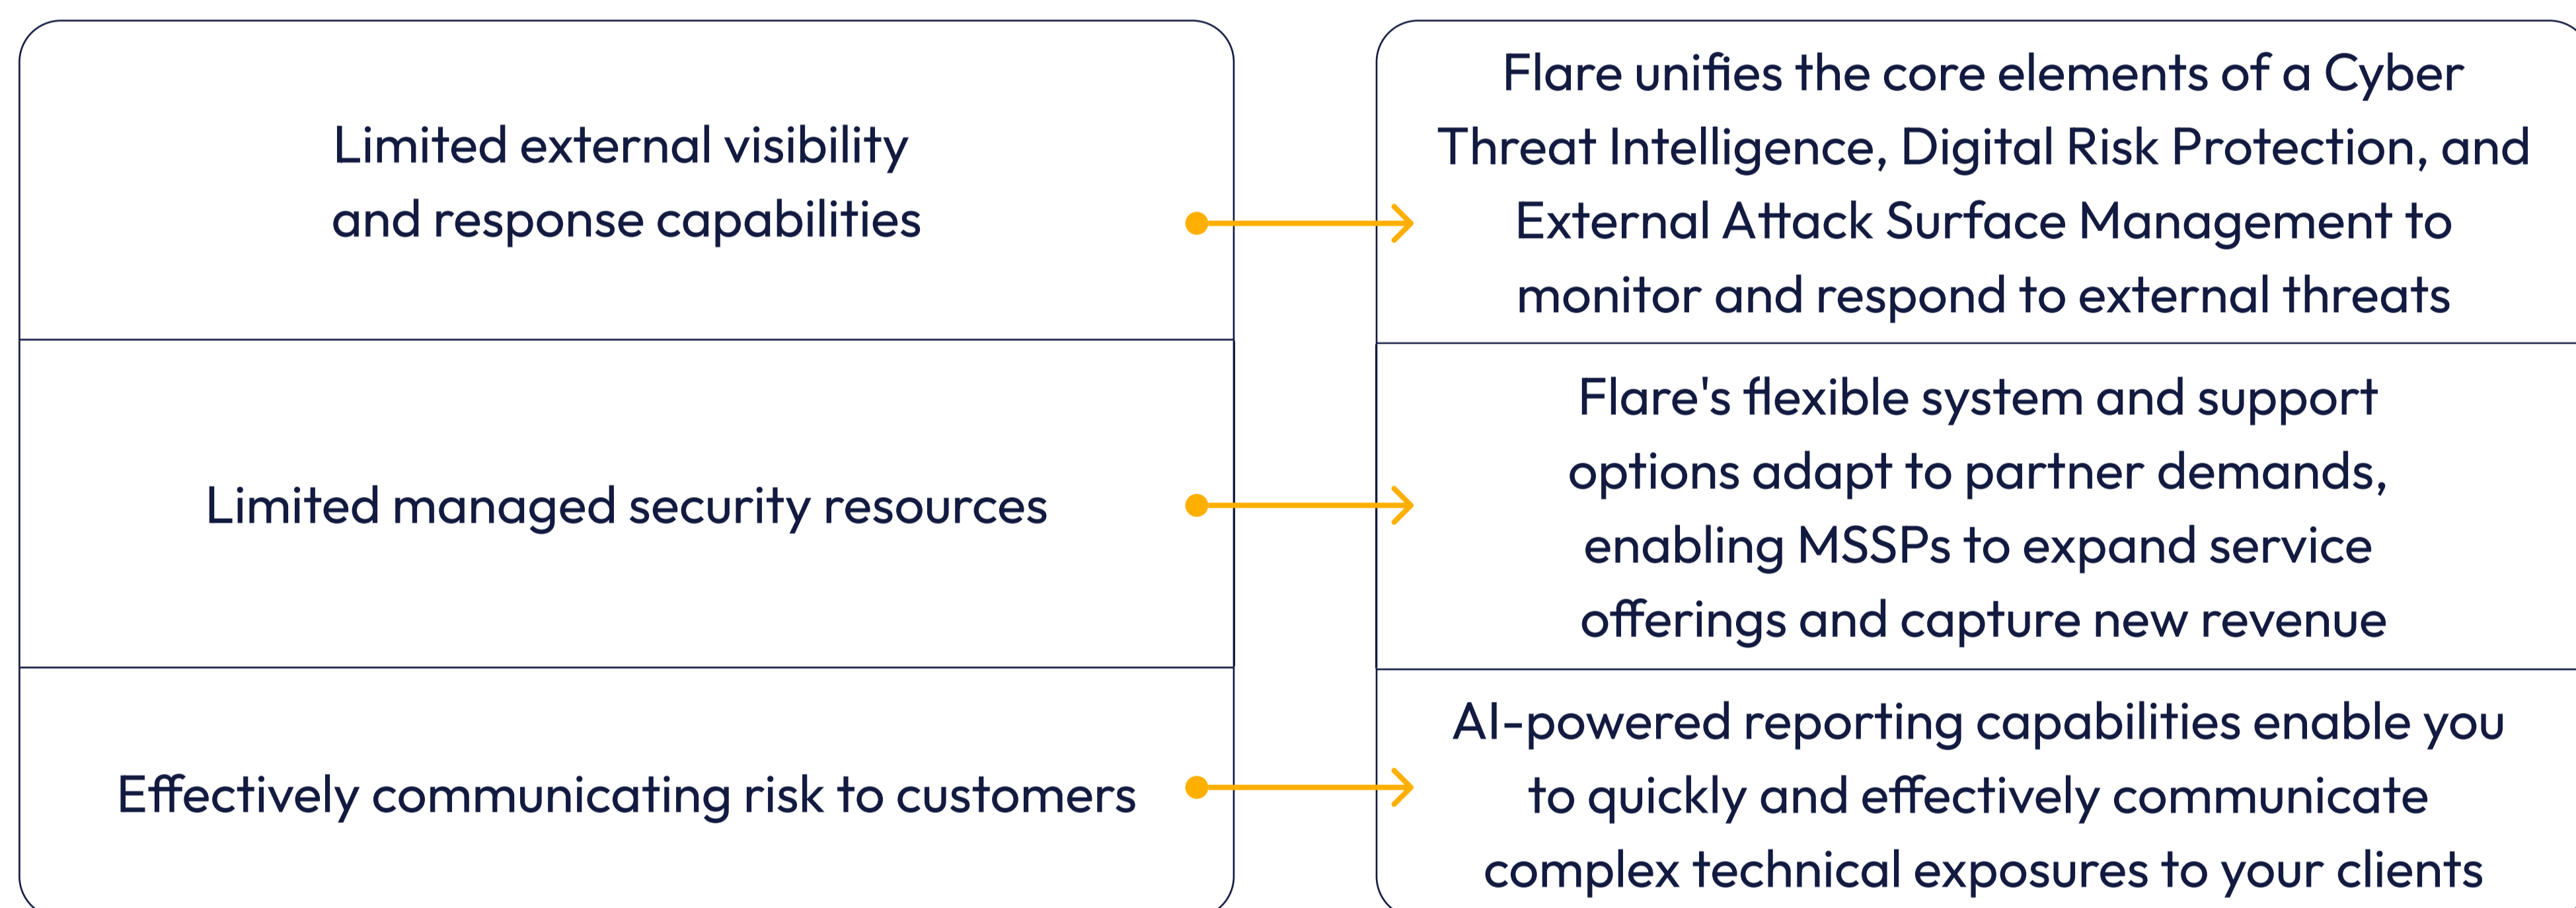 Limited external visibility
and response capabilities
Flare unifies the core elements of a Cyber
Threat Intelligence, Digital Risk Protection, and
External Attack Surface Management to
monitor and respond to external threats
Limited managed security resources
Flare's flexible system and support
options adapt to partner demands,
enabling MSSPs to expand service
offerings and capture new revenue
Effectively communicating risk to customers
AI-powered reporting capabilities enable you
to quickly and effectively communicate
complex technical exposures to your clients